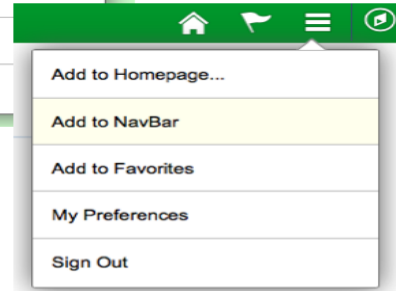 Add to Homepage...
Add to NavBar
Add to Favorites
My Preferences
Sign Out